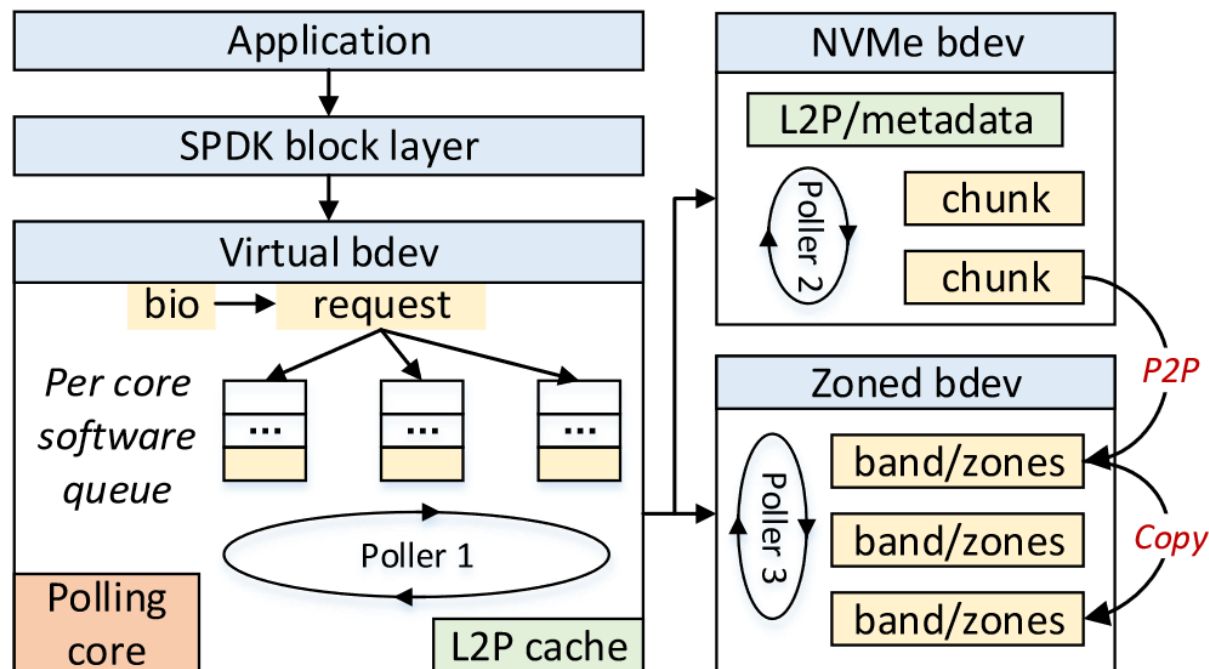 Application
SPDK block layer
Virtual bdev
bio
request
Per core
software
queue
...
...
...
Poller 1
Polling
core
L2P cache
NVMe bdev
L2P/metadata
Poller 2
chunk
chunk
P2P
Zoned bdev
Poller 3
band/zones
band/zones
band/zones
Copy